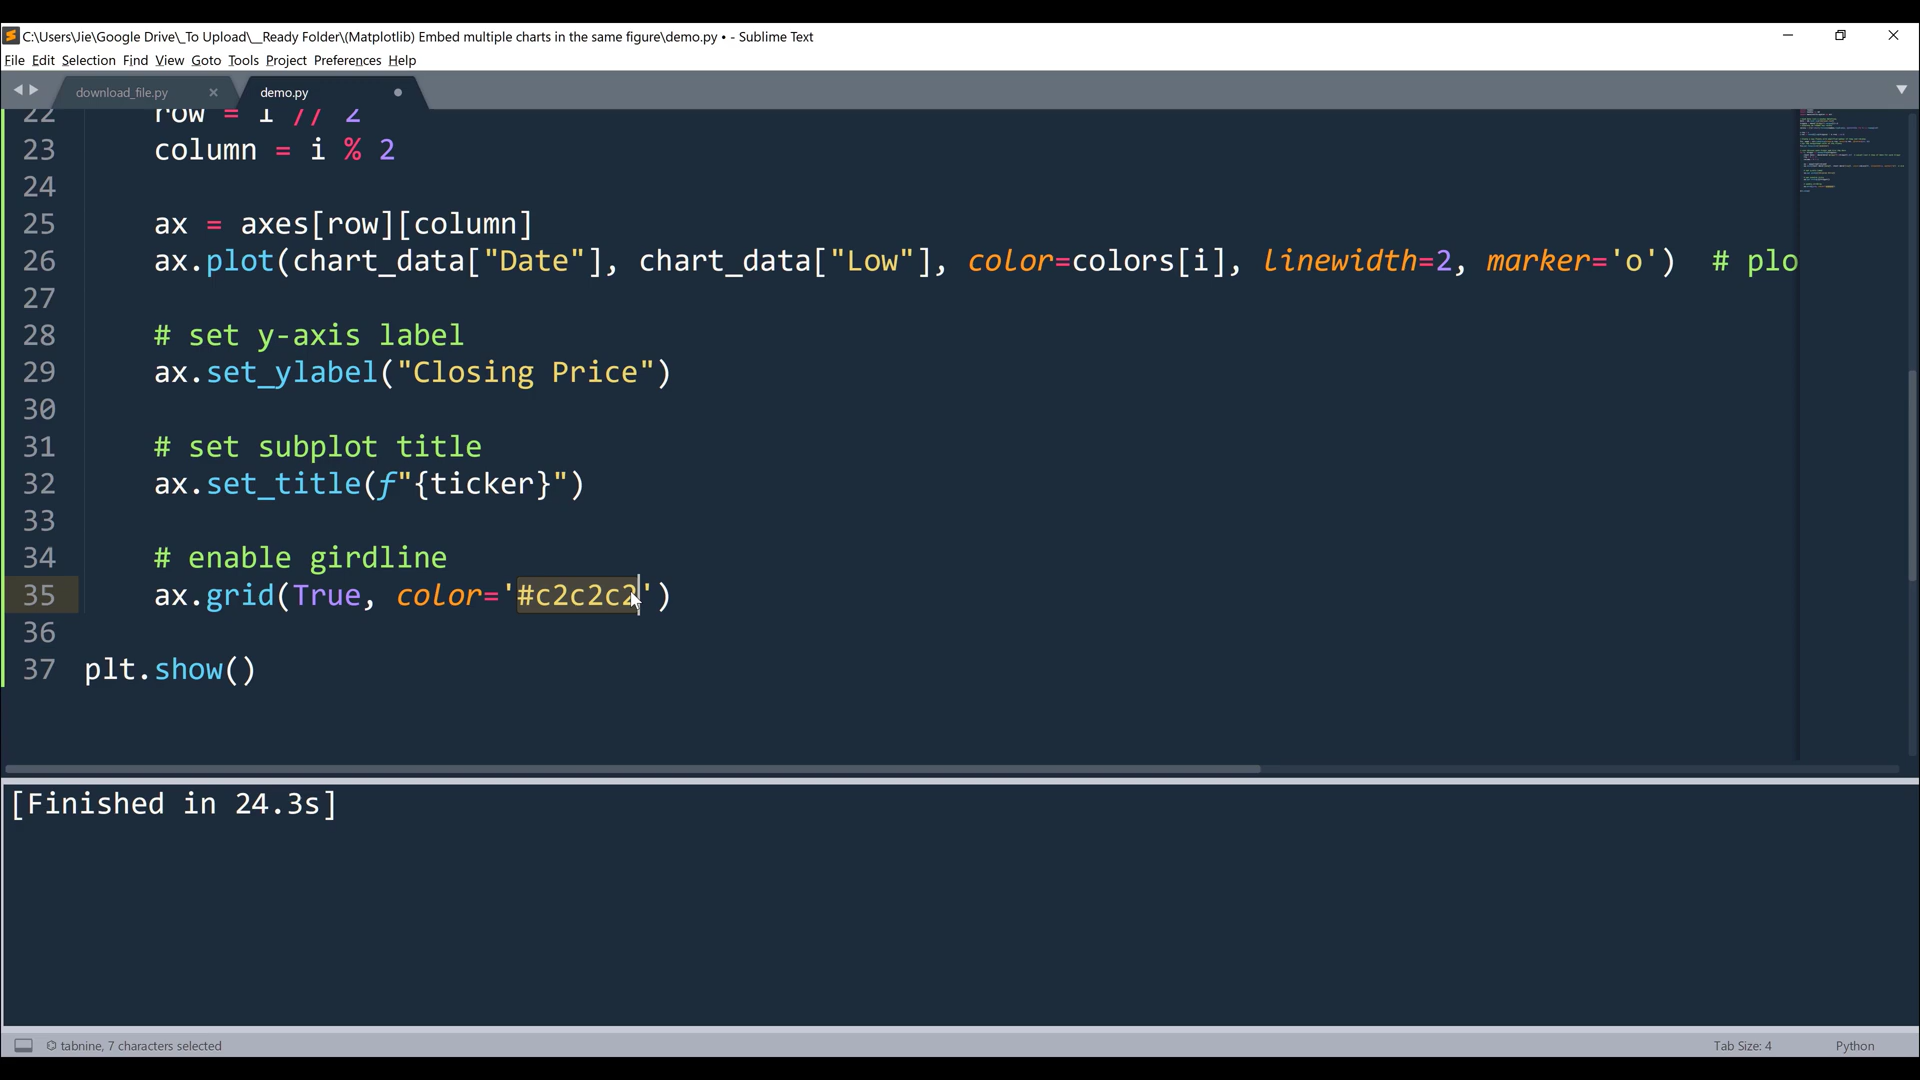 C:\Users\Jie\Google Drive\_To Upload\__Ready Folder\(Matplotlib) Embed multiple charts in the same figure\demo.py • - Sublime Text
File Edit Selection Find View Goto Tools Project Preferences Help
download_file.py × demo.py
22 row = i // 2
23 column = i % 2
24
25 ax = axes[row][column]
26 ax.plot(chart_data["Date"], chart_data["Low"], color=colors[i], linewidth=2, marker='o') # plo
27
28 # set y-axis label
29 ax.set_ylabel("Closing Price")
30
31 # set subplot title
32 ax.set_title(f"{ticker}")
33
34 # enable girdline
35 ax.grid(True, color='#c2c2c2')
36
37 plt.show()
[Finished in 24.3s]
tabnine, 7 characters selected Tab Size: 4 Python